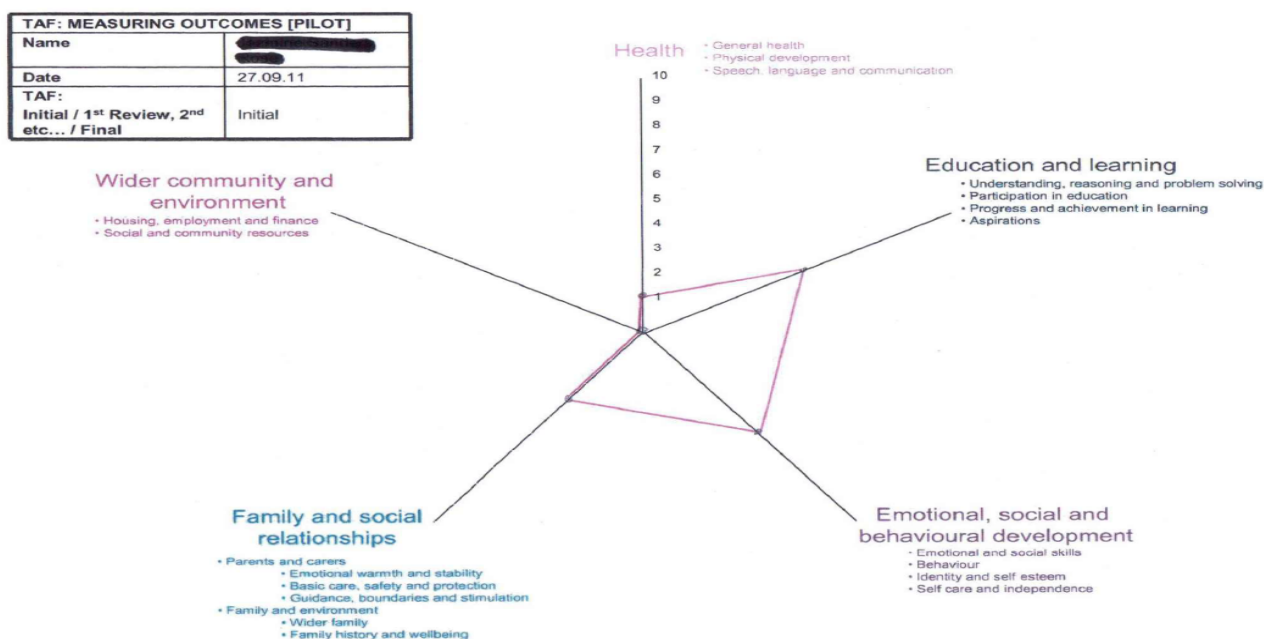 TAF: MEASURING OUTCOMES [PILOT]
Name
Date
27.09.11
TAF:
Initial / 1st Review, 2nd
etc... / Final
Initial
Health
• General health
• Physical development
• Speech, language and communication
10
9
8
7
6
5
4
3
2
1
Education and learning
• Understanding, reasoning and problem solving
• Participation in education
• Progress and achievement in learning
• Aspirations
Wider community and
environment
• Housing, employment and finance
• Social and community resources
Family and social
relationships
• Parents and carers
• Emotional warmth and stability
• Basic care, safety and protection
• Guidance, boundaries and stimulation
• Family and environment
• Wider family
• Family history and wellbeing
Emotional, social and
behavioural development
• Emotional and social skills
• Behaviour
• Identity and self esteem
• Self care and independence